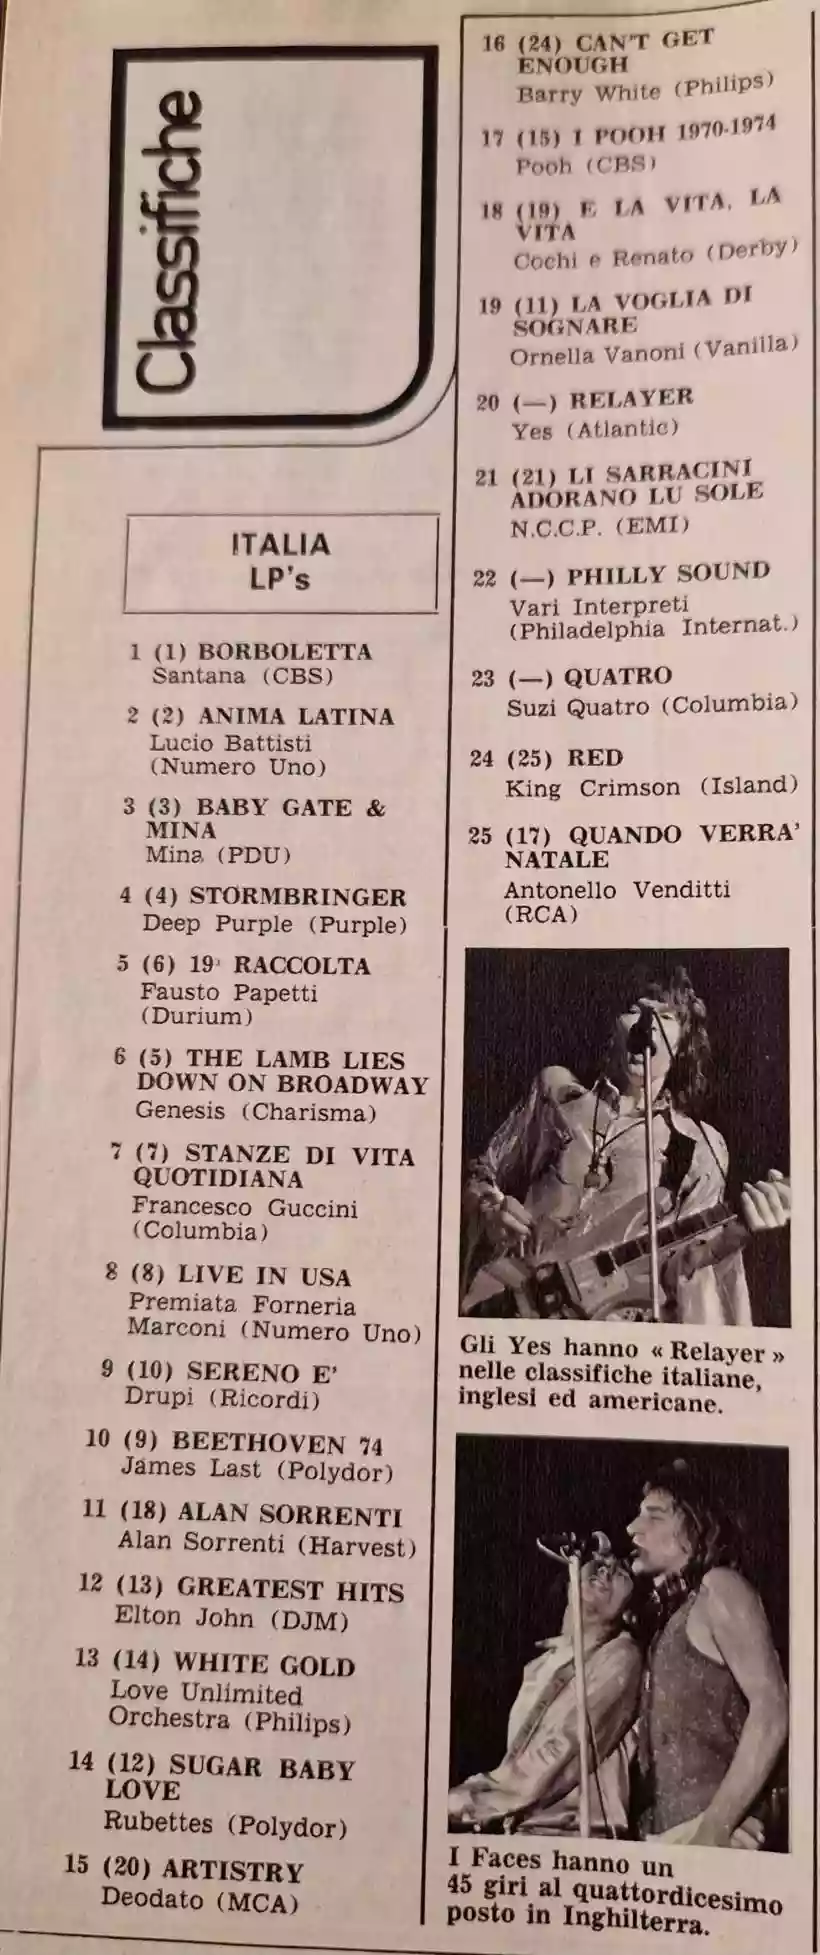 Classifiche
ITALIA
LP's
1 (1) BORBOLETTA
Santana (CBS)
2 (2) ANIMA LATINA
Lucio Battisti
(Numero Uno)
3 (3) BABY GATE &
MINA
Mina (PDU)
4 (4) STORMBRINGER
Deep Purple (Purple)
5 (6) 19ª RACCOLTA
Fausto Papetti
(Durium)
6 (5) THE LAMB LIES
DOWN ON BROADWAY
Genesis (Charisma)
7 (7) STANZE DI VITA
QUOTIDIANA
Francesco Guccini
(Columbia)
8 (8) LIVE IN USA
Premiata Forneria
Marconi (Numero Uno)
9 (10) SERENO E'
Drupi (Ricordi)
10 (9) BEETHOVEN 74
James Last (Polydor)
11 (18) ALAN SORRENTI
Alan Sorrenti (Harvest)
12 (13) GREATEST HITS
Elton John (DJM)
13 (14) WHITE GOLD
Love Unlimited
Orchestra (Philips)
14 (12) SUGAR BABY
LOVE
Rubettes (Polydor)
15 (20) ARTISTRY
Deodato (MCA)
16 (24) CAN'T GET
ENOUGH
Barry White (Philips)
17 (15) I POOH 1970-1974
Pooh (CBS)
18 (19) E LA VITA, LA
VITA
Cochi e Renato (Derby)
19 (11) LA VOGLIA DI
SOGNARE
Ornella Vanoni (Vanilla)
20 (—) RELAYER
Yes (Atlantic)
21 (21) LI SARRACINI
ADORANO LU SOLE
N.C.C.P. (EMI)
22 (—) PHILLY SOUND
Vari Interpreti
(Philadelphia Internat.)
23 (—) QUATRO
Suzi Quatro (Columbia)
24 (25) RED
King Crimson (Island)
25 (17) QUANDO VERRA'
NATALE
Antonello Venditti
(RCA)
Gli Yes hanno « Relayer »
nelle classifiche italiane,
inglesi ed americane.
I Faces hanno un
45 giri al quattordicesimo
posto in Inghilterra.